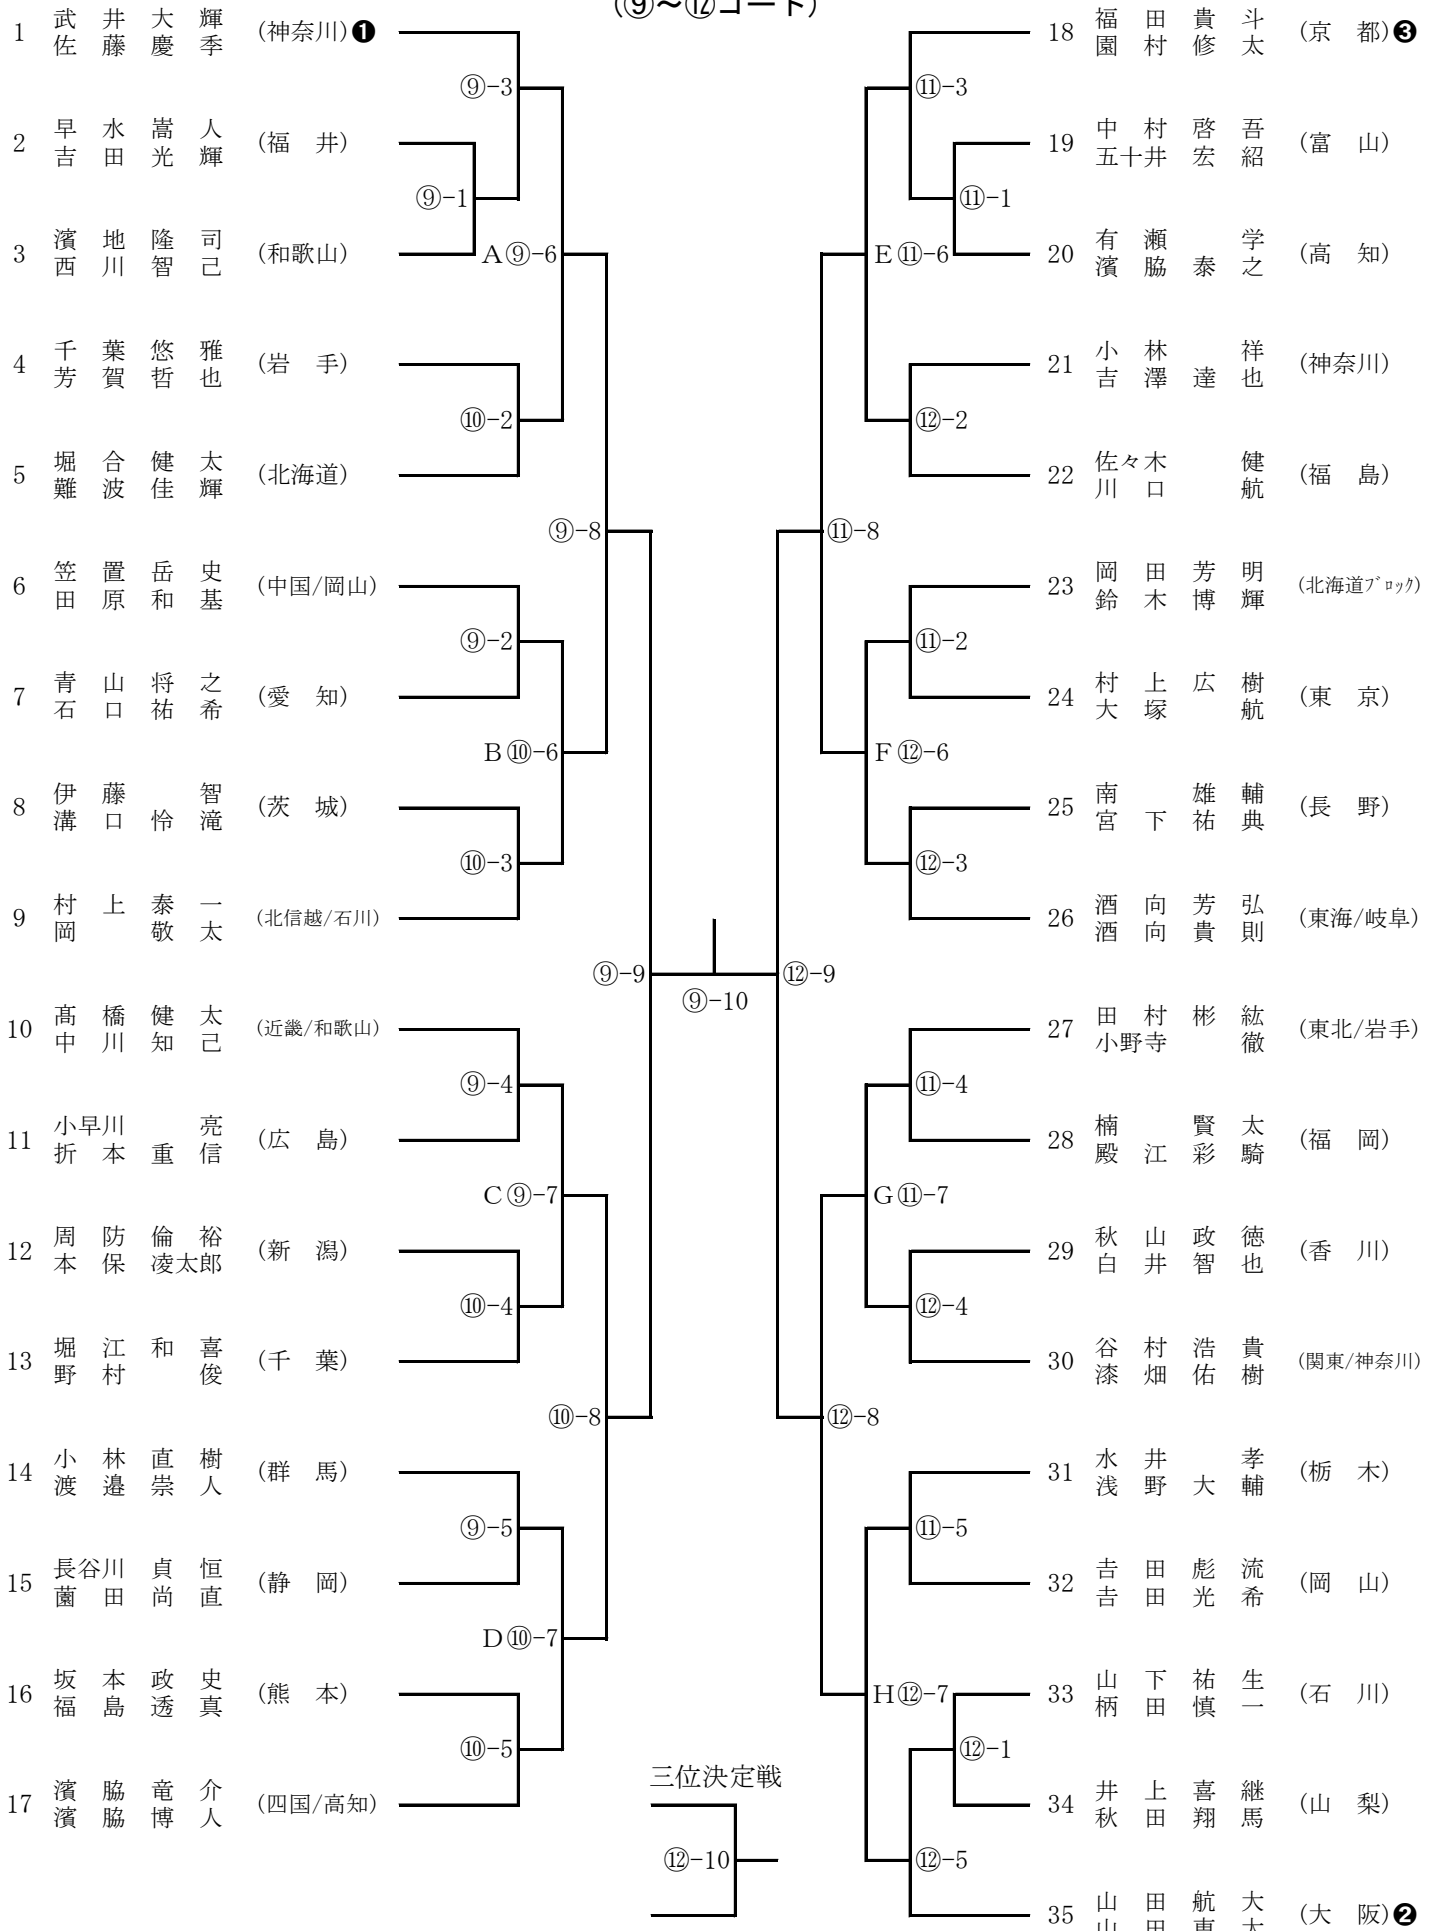 (⑨～⑫コート)
1 武井大輝 (神奈川)❶
佐藤慶季
⑨-3
2 早水嵩人 (福井)
吉田光輝
⑨-1
3 濱地隆司 (和歌山)
西川智己
A⑨-6
4 千葉悠雅 (岩手)
芳賀哲也
⑩-2
5 堀合健太 (北海道)
難波佳輝
⑨-8
6 笠置岳史 (中国/岡山)
田原和基
⑨-2
7 青山将之 (愛知)
石口祐希
B⑩-6
8 伊藤智 (茨城)
溝口怜滝
⑩-3
9 村上泰一 (北信越/石川)
岡敬太
⑨-9
10 髙橋健太 (近畿/和歌山)
中川知己
⑨-4
11 小早川亮 (広島)
折本重信
C⑨-7
12 周防倫裕 (新潟)
本保凌太郎
⑩-4
13 堀江和喜 (千葉)
野村俊
⑩-8
14 小林直樹 (群馬)
渡邉崇人
⑨-5
15 長谷川貞恒 (静岡)
薗田尚直
D⑩-7
16 坂本政史 (熊本)
福島透真
⑩-5
17 濱脇竜介 (四国/高知)
濱脇博人
⑨-10
三位決定戦
⑫-10
18 福田貴斗 (京都)❸
園村修太
⑪-3
19 中村啓吾 (富山)
五十井宏紹
⑪-1
20 有瀬学 (高知)
濱脇泰之
E⑪-6
21 小林祥 (神奈川)
吉澤達也
⑫-2
22 佐々木健 (福島)
川口航
⑪-8
23 岡田芳明 (北海道ﾌﾞﾛｯｸ)
鈴木博輝
⑪-2
24 村上広樹 (東京)
大塚航
F⑫-6
25 南雄輔 (長野)
宮下祐典
⑫-3
26 酒向芳弘 (東海/岐阜)
酒向貴則
⑫-9
27 田村彬紘 (東北/岩手)
小野寺徹
⑪-4
28 楠賢太 (福岡)
殿江彩騎
G⑪-7
29 秋山政徳 (香川)
白井智也
⑫-4
30 谷村浩貴 (関東/神奈川)
漆畑佑樹
⑫-8
31 水井孝 (栃木)
浅野大輔
⑪-5
32 𠮷田彪流 (岡山)
𠮷田光希
H⑫-7
33 山下祐生 (石川)
柄田慎一
⑫-1
34 井上喜継 (山梨)
秋田翔馬
⑫-5
35 山田航大 (大阪)❷